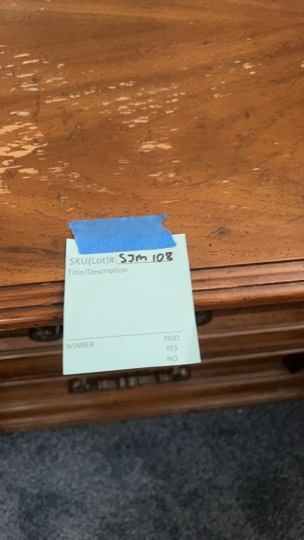 SKU(Lot)#: SJM 108
Title/Description
WINNER PAID
YES
NO